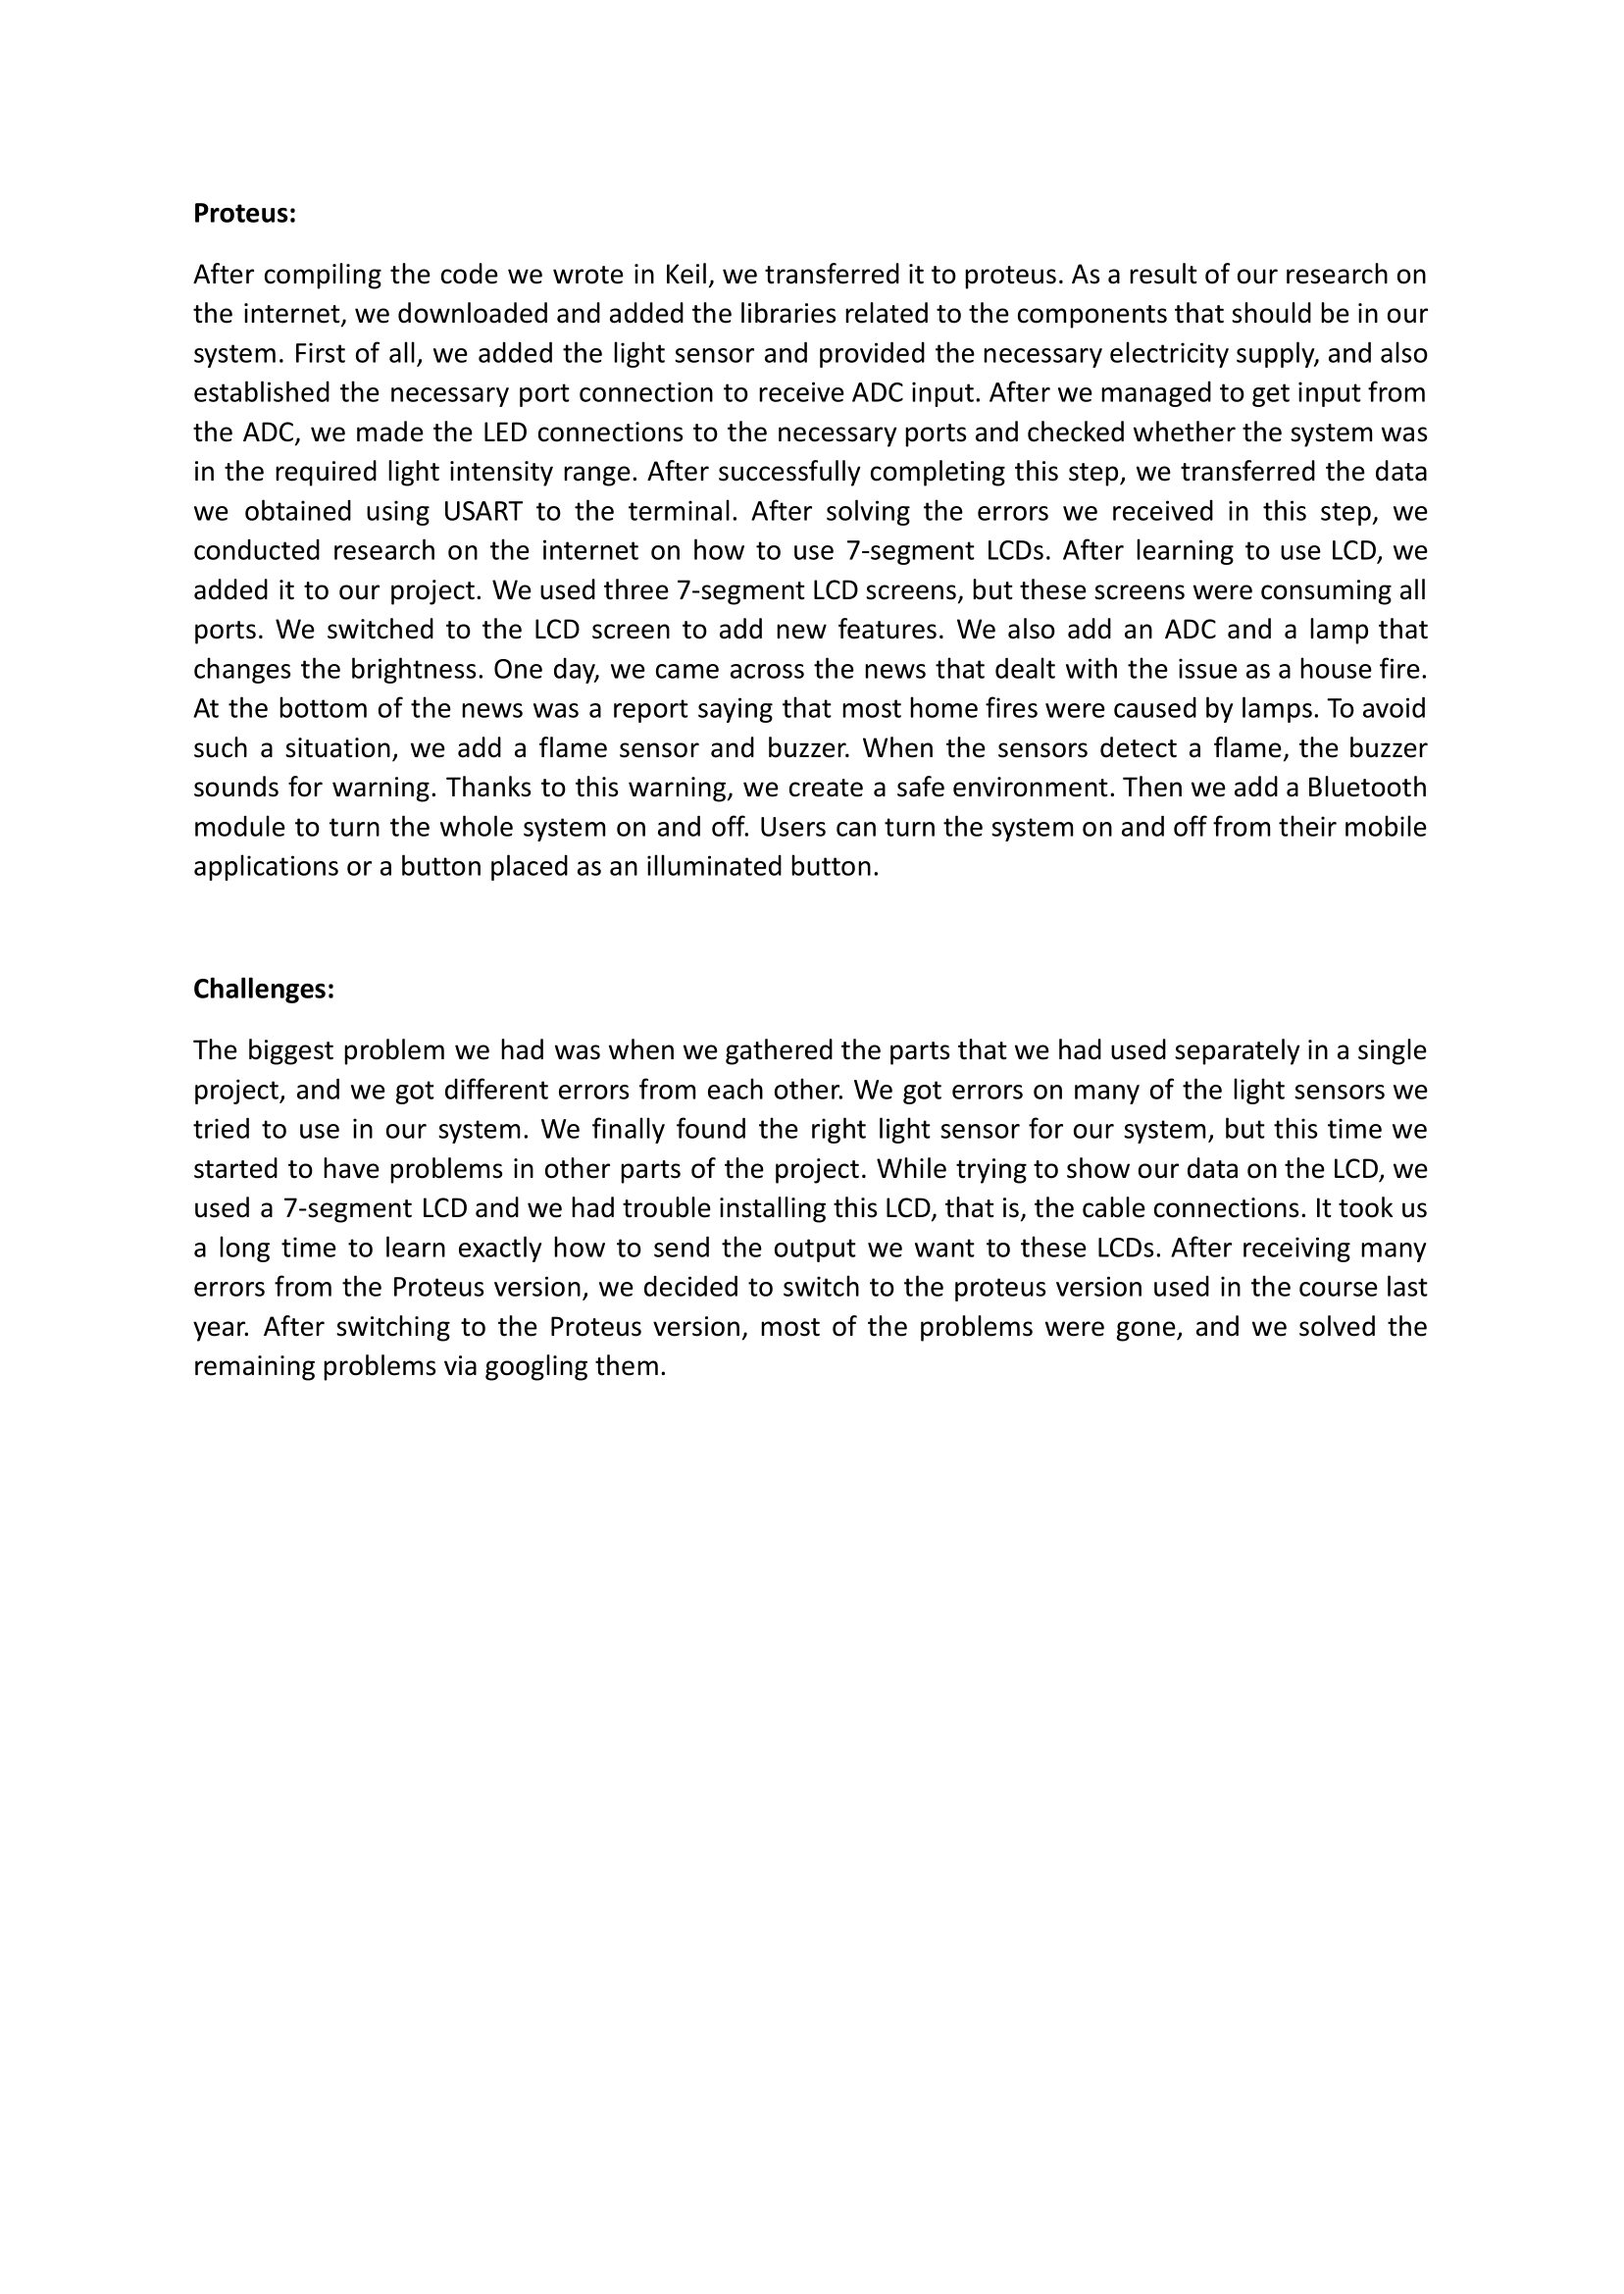 Proteus:
After compiling the code we wrote in Keil, we transferred it to proteus. As a result of our research on
the internet, we downloaded and added the libraries related to the components that should be in our
system. First of all, we added the light sensor and provided the necessary electricity supply, and also
established the necessary port connection to receive ADC input. After we managed to get input from
the ADC, we made the LED connections to the necessary ports and checked whether the system was
in the required light intensity range. After successfully completing this step, we transferred the data
we obtained using USART to the terminal. After solving the errors we received in this step, we
conducted research on the internet on how to use 7-segment LCDs. After learning to use LCD, we
added it to our project. We used three 7-segment LCD screens, but these screens were consuming all
ports. We switched to the LCD screen to add new features. We also add an ADC and a lamp that
changes the brightness. One day, we came across the news that dealt with the issue as a house fire.
At the bottom of the news was a report saying that most home fires were caused by lamps. To avoid
such a situation, we add a flame sensor and buzzer. When the sensors detect a flame, the buzzer
sounds for warning. Thanks to this warning, we create a safe environment. Then we add a Bluetooth
module to turn the whole system on and off. Users can turn the system on and off from their mobile
applications or a button placed as an illuminated button.
Challenges:
The biggest problem we had was when we gathered the parts that we had used separately in a single
project, and we got different errors from each other. We got errors on many of the light sensors we
tried to use in our system. We finally found the right light sensor for our system, but this time we
started to have problems in other parts of the project. While trying to show our data on the LCD, we
used a 7-segment LCD and we had trouble installing this LCD, that is, the cable connections. It took us
a long time to learn exactly how to send the output we want to these LCDs. After receiving many
errors from the Proteus version, we decided to switch to the proteus version used in the course last
year. After switching to the Proteus version, most of the problems were gone, and we solved the
remaining problems via googling them.